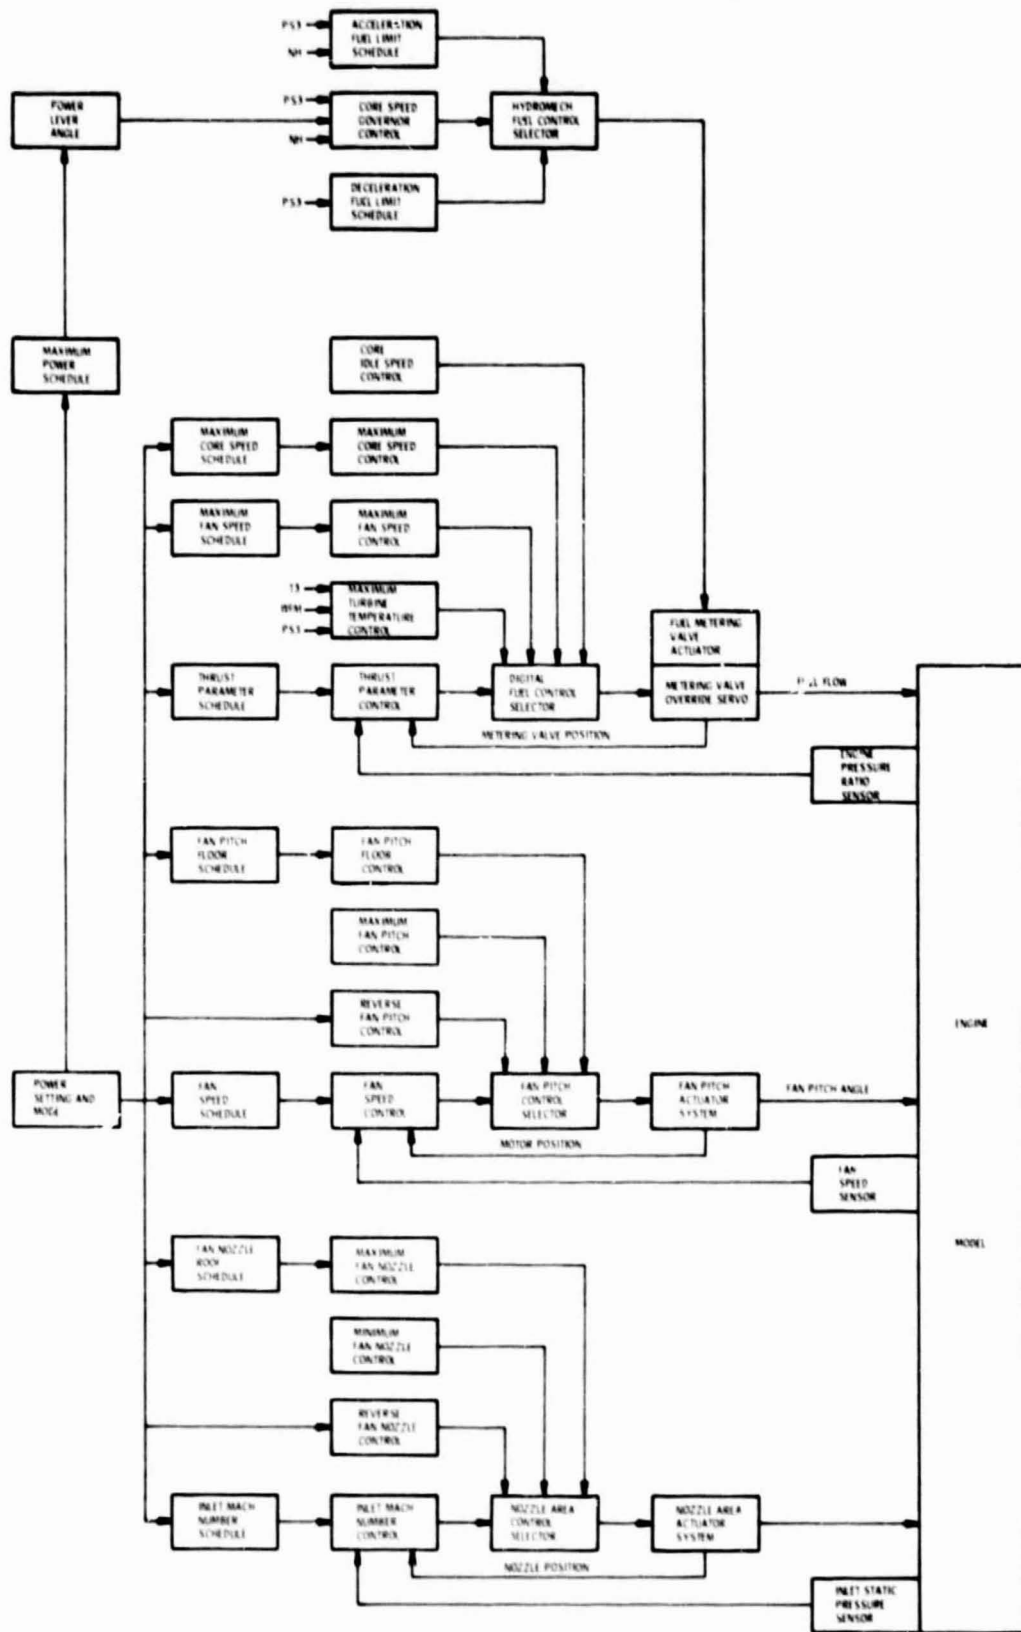 PS3
NH
ACCELERATION
FUEL LIMIT
SCHEDULE
POWER
LEVER
ANGLE
PS3
NH
CORE SPEED
GOVERNOR
CONTROL
HYDROMECH
FUEL CONTROL
SELECTOR
PS3
DECELERATION
FUEL LIMIT
SCHEDULE
MAXIMUM
POWER
SCHEDULE
CORE
IDLE SPEED
CONTROL
MAXIMUM
CORE SPEED
SCHEDULE
MAXIMUM
CORE SPEED
CONTROL
MAXIMUM
FAN SPEED
SCHEDULE
MAXIMUM
FAN SPEED
CONTROL
T3
WFM
PS3
MAXIMUM
TURBINE
TEMPERATURE
CONTROL
FUEL METERING
VALVE
ACTUATOR
THRUST
PARAMETER
SCHEDULE
THRUST
PARAMETER
CONTROL
DIGITAL
FUEL CONTROL
SELECTOR
METERING VALVE
OVERRIDE SERVO
FUEL FLOW
METERING VALVE POSITION
ENGINE
PRESSURE
RATIO
SENSOR
FAN PITCH
FLOOR
SCHEDULE
FAN PITCH
FLOOR
CONTROL
MAXIMUM
FAN PITCH
CONTROL
REVERSE
FAN PITCH
CONTROL
ENGINE
POWER
SETTING AND
MODE
FAN
SPEED
SCHEDULE
FAN
SPEED
CONTROL
FAN PITCH
CONTROL
SELECTOR
FAN PITCH
ACTUATOR
SYSTEM
FAN PITCH ANGLE
MOTOR POSITION
FAN
SPEED
SENSOR
FAN NOZZLE
ROOF
SCHEDULE
MAXIMUM
FAN NOZZLE
CONTROL
MODEL
MINIMUM
FAN NOZZLE
CONTROL
REVERSE
FAN NOZZLE
CONTROL
INLET MACH
NUMBER
SCHEDULE
INLET MACH
NUMBER
CONTROL
NOZZLE AREA
CONTROL
SELECTOR
NOZZLE AREA
ACTUATOR
SYSTEM
NOZZLE POSITION
INLET STATIC
PRESSURE
SENSOR